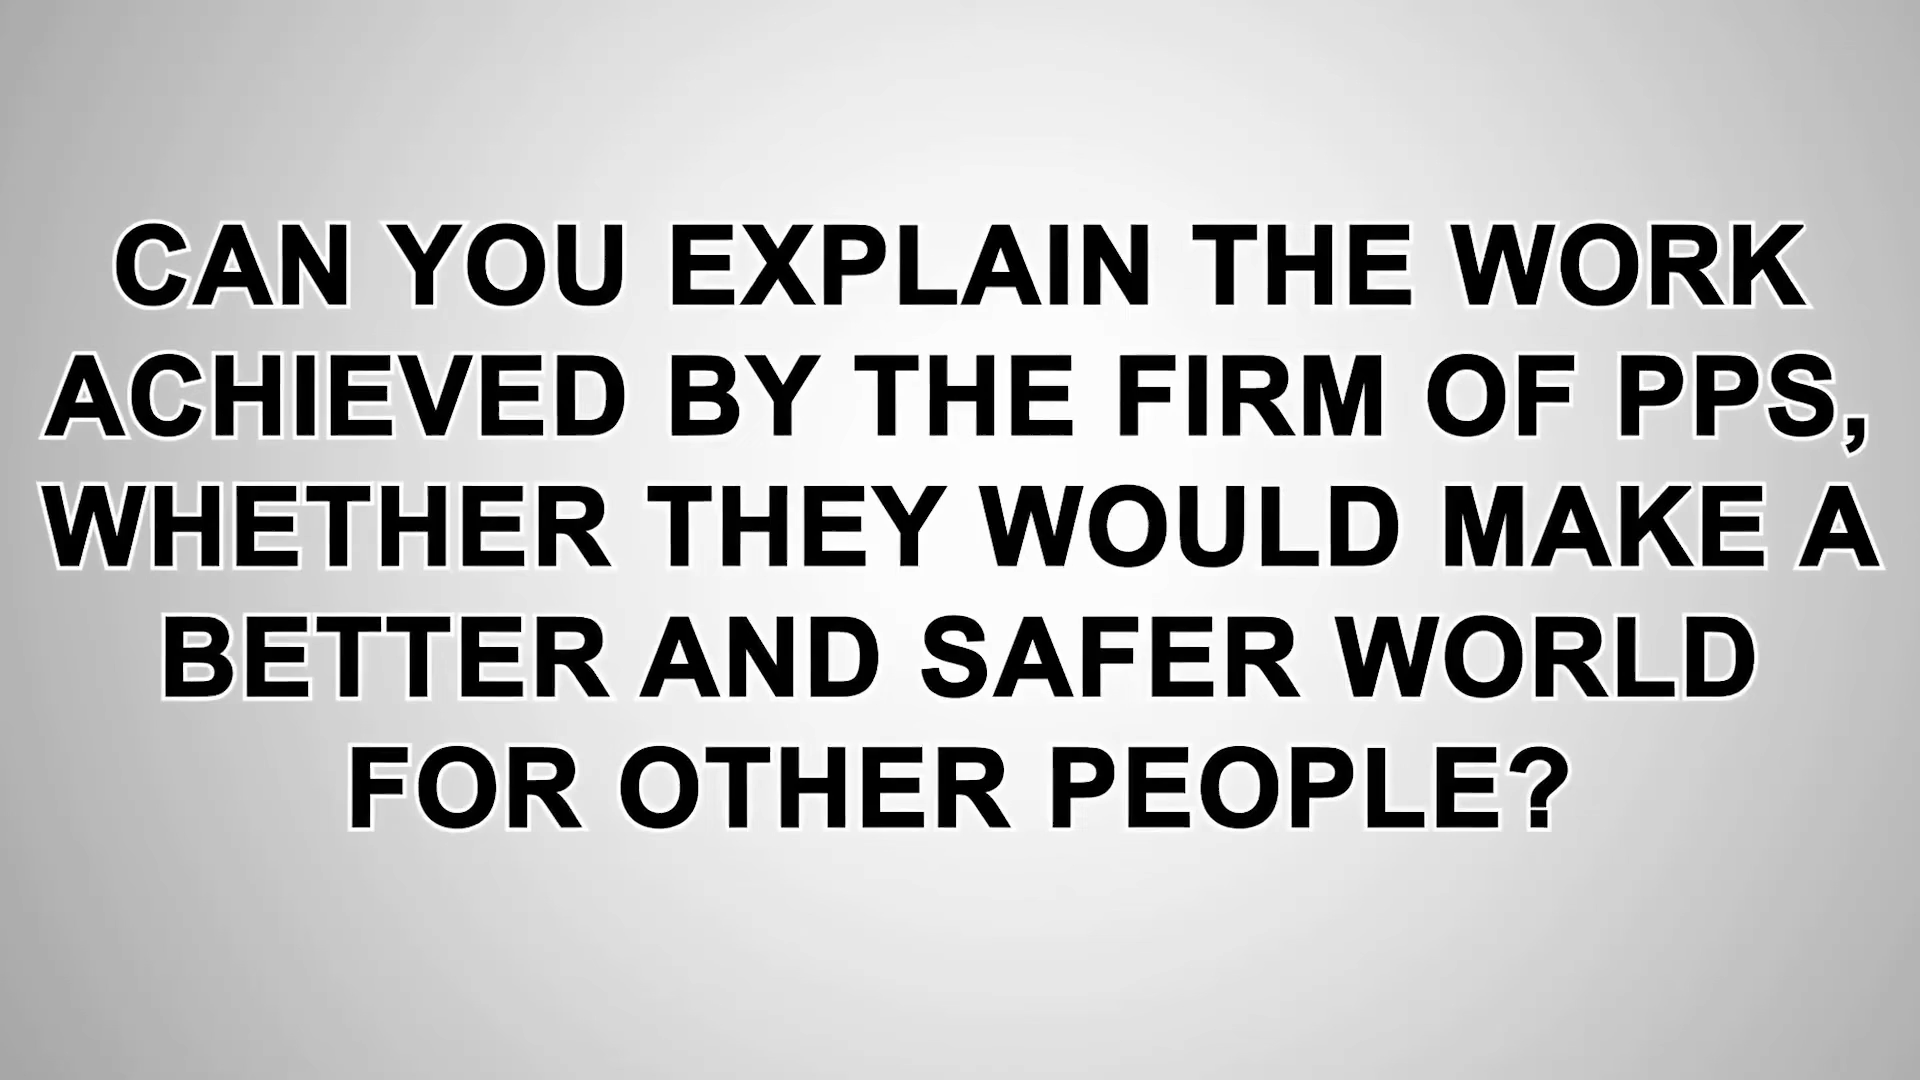 CAN YOU EXPLAIN THE WORK
ACHIEVED BY THE FIRM OF PPS,
WHETHER THEY WOULD MAKE A
BETTER AND SAFER WORLD
FOR OTHER PEOPLE?